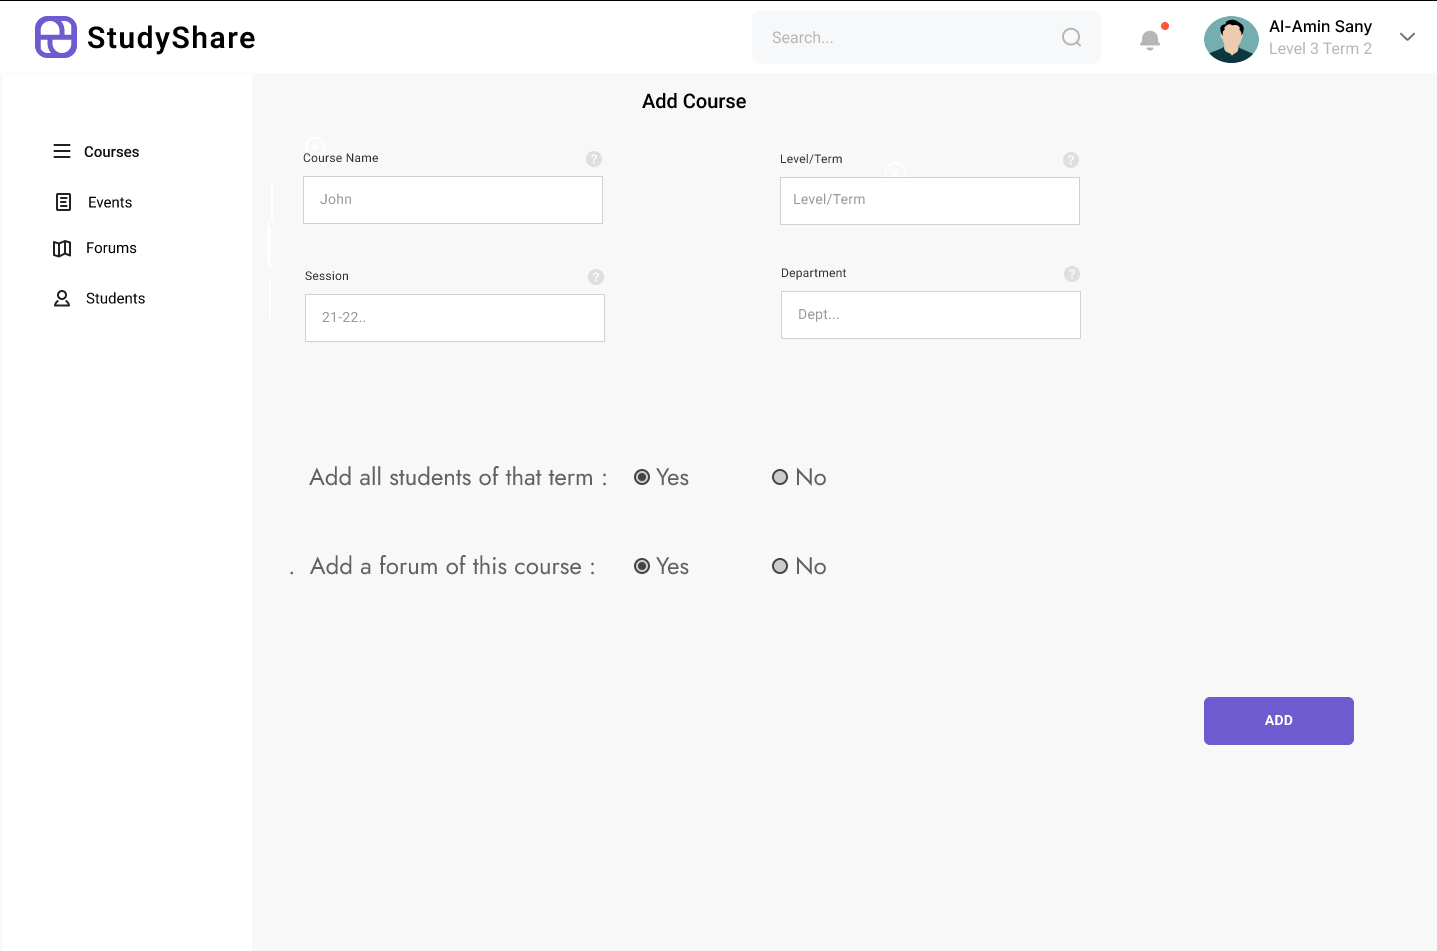 StudyShare
Search...
Al-Amin Sany
Level 3 Term 2
Courses
Events
Forums
Students
Add Course
Course Name ?
John
Level/Term ?
Level/Term
Session ?
21-22..
Department ?
Dept...
Add all students of that term : Yes No
. Add a forum of this course : Yes No
ADD